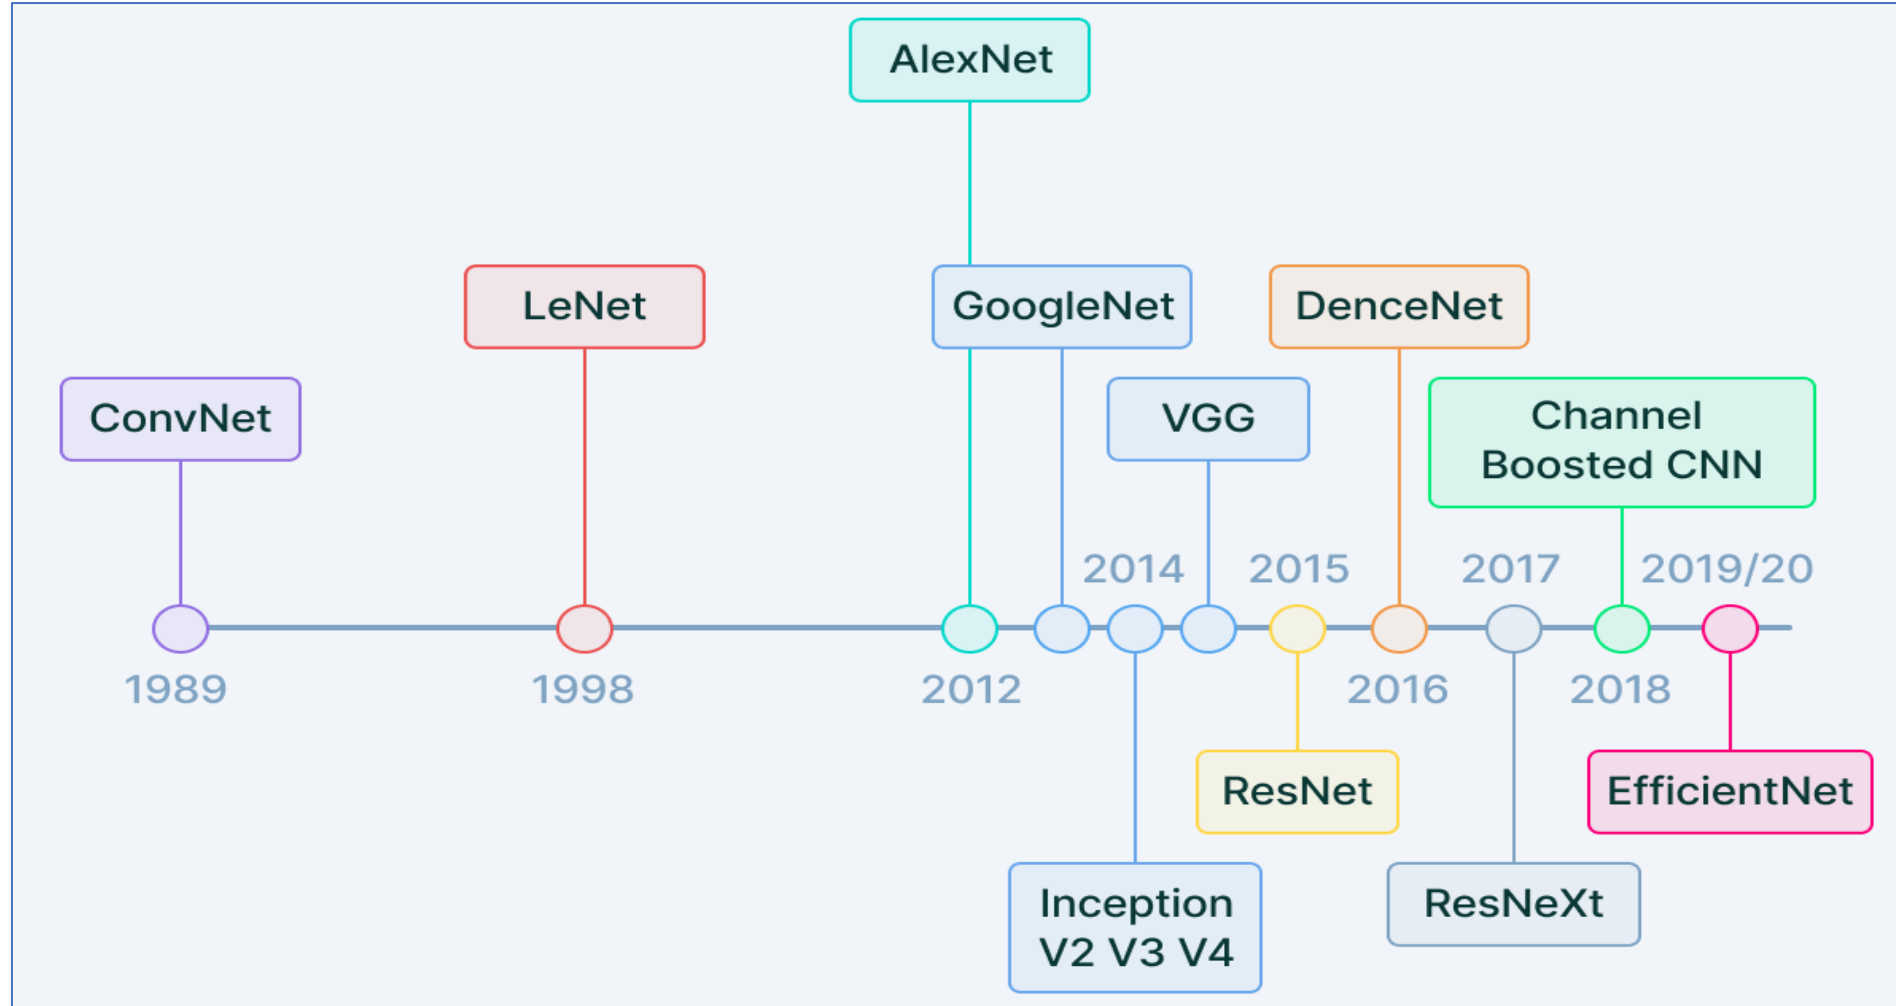 AlexNet
LeNet
GoogleNet
DenceNet
ConvNet
VGG
Channel
Boosted CNN
2014
2015
2017
2019/20
1989
1998
2012
2016
2018
ResNet
EfficientNet
Inception
V2 V3 V4
ResNeXt